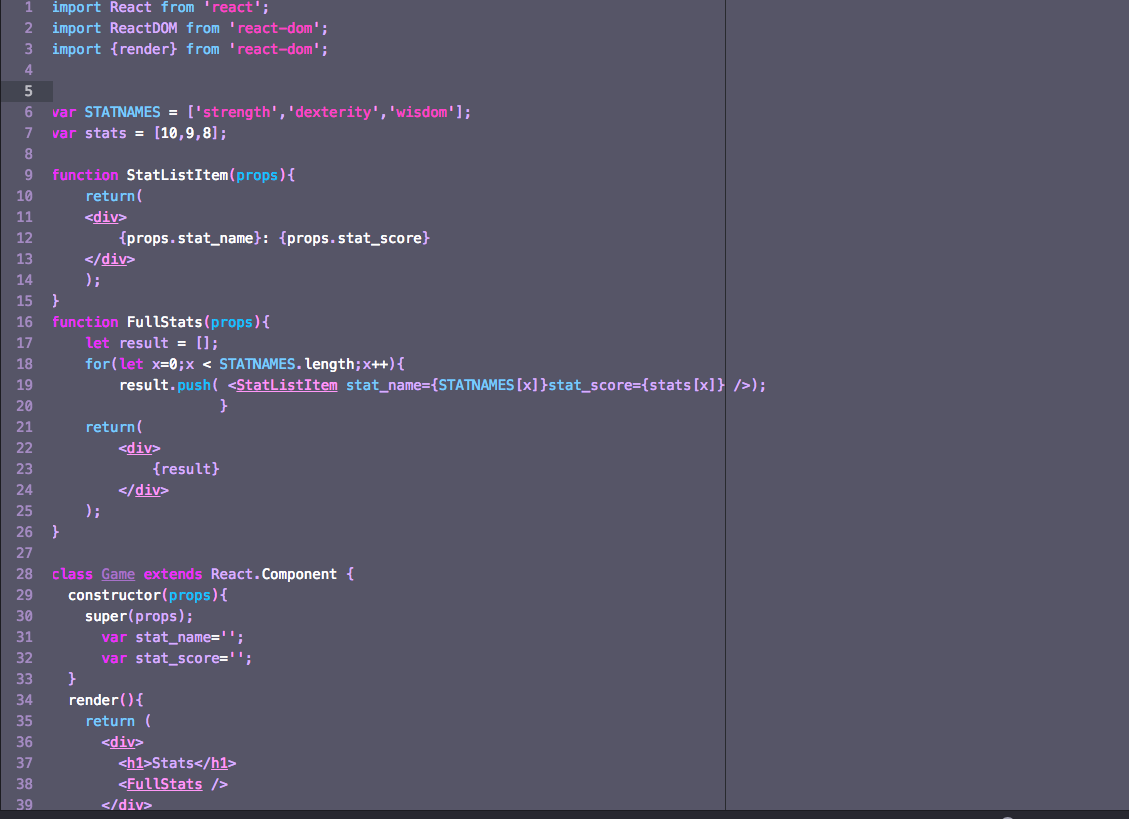 1 import React from 'react';
2 import ReactDOM from 'react-dom';
3 import {render} from 'react-dom';
4
5
6 var STATNAMES = ['strength','dexterity','wisdom'];
7 var stats = [10,9,8];
8
9 function StatListItem(props){
10     return(
11     <div>
12         {props.stat_name}: {props.stat_score}
13     </div>
14     );
15 }
16 function FullStats(props){
17     let result = [];
18     for(let x=0;x < STATNAMES.length;x++){
19         result.push( <StatListItem stat_name={STATNAMES[x]}stat_score={stats[x]} />);
20                     }
21     return(
22         <div>
23             {result}
24         </div>
25     );
26 }
27
28 class Game extends React.Component {
29   constructor(props){
30     super(props);
31       var stat_name='';
32       var stat_score='';
33   }
34   render(){
35     return (
36       <div>
37         <h1>Stats</h1>
38         <FullStats />
39       </div>